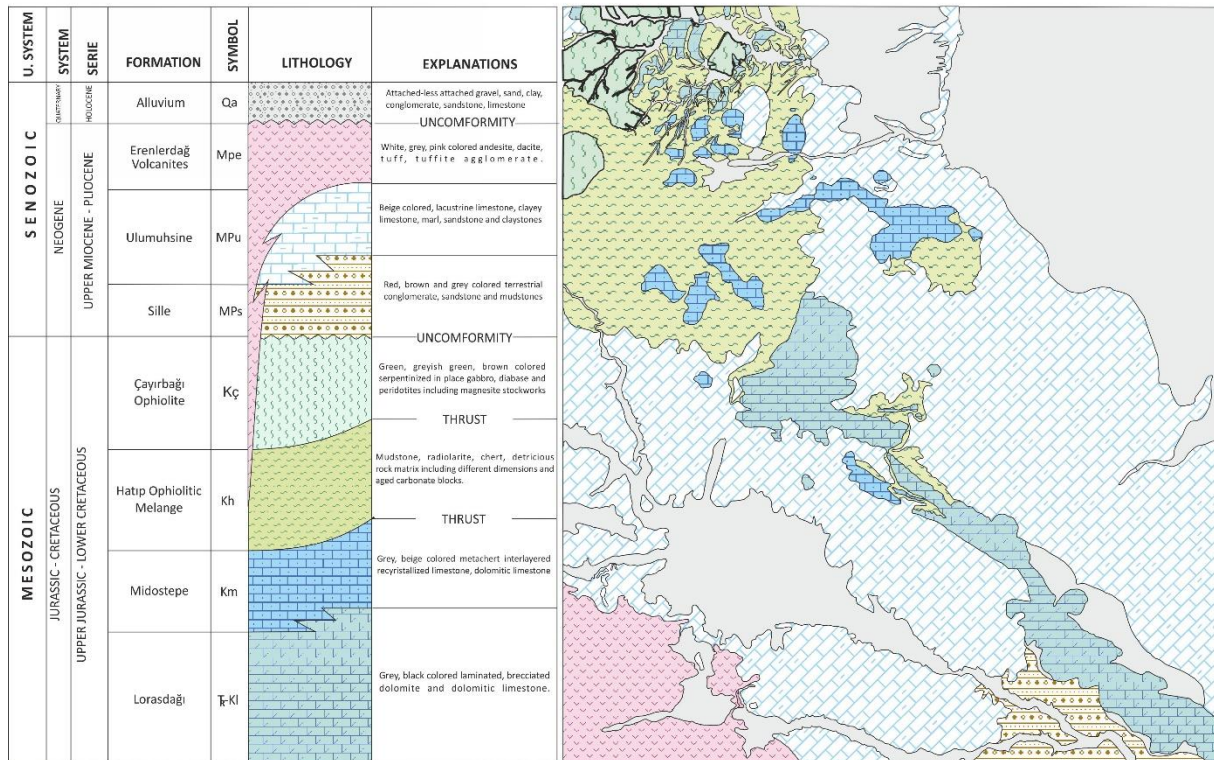 U. SYSTEM
SYSTEM
SERIE
FORMATION
SYMBOL
LITHOLOGY
EXPLANATIONS
SENOZOIC
QUATERNARY
HOLOCENE
Alluvium
Qa
Attached-less attached gravel, sand, clay,
conglomerate, sandstone, limestone
UNCOMFORMITY
NEOGENE
UPPER MIOCENE - PLIOCENE
Erenlerdağ
Volcanites
Mpe
White, grey, pink colored andesite, dacite,
tuff, tuffite agglomerate.
Ulumuhsine
MPu
Beige colored, lacustrine limestone, clayey
limestone, marl, sandstone and claystones
Sille
MPs
Red, brown and grey colored terrestrial
conglomerate, sandstone and mudstones
UNCOMFORMITY
MESOZOIC
JURASSIC - CRETACEOUS
UPPER JURASSIC - LOWER CRETACEOUS
Çayırbağı
Ophiolite
Kç
Green, greyish green, brown colored
serpentinized in place gabbro, diabase and
peridotites including magnesite stockworks
THRUST
Hatıp Ophiolitic
Melange
Kh
Mudstone, radiolarite, chert, detricious
rock matrix including different dimensions and
aged carbonate blocks.
THRUST
Midostepe
Km
Grey, beige colored metachert interlayered
recyristallized limestone, dolomitic limestone
Lorasdağı
TR-Kl
Grey, black colored laminated, brecciated
dolomite and dolomitic limestone.